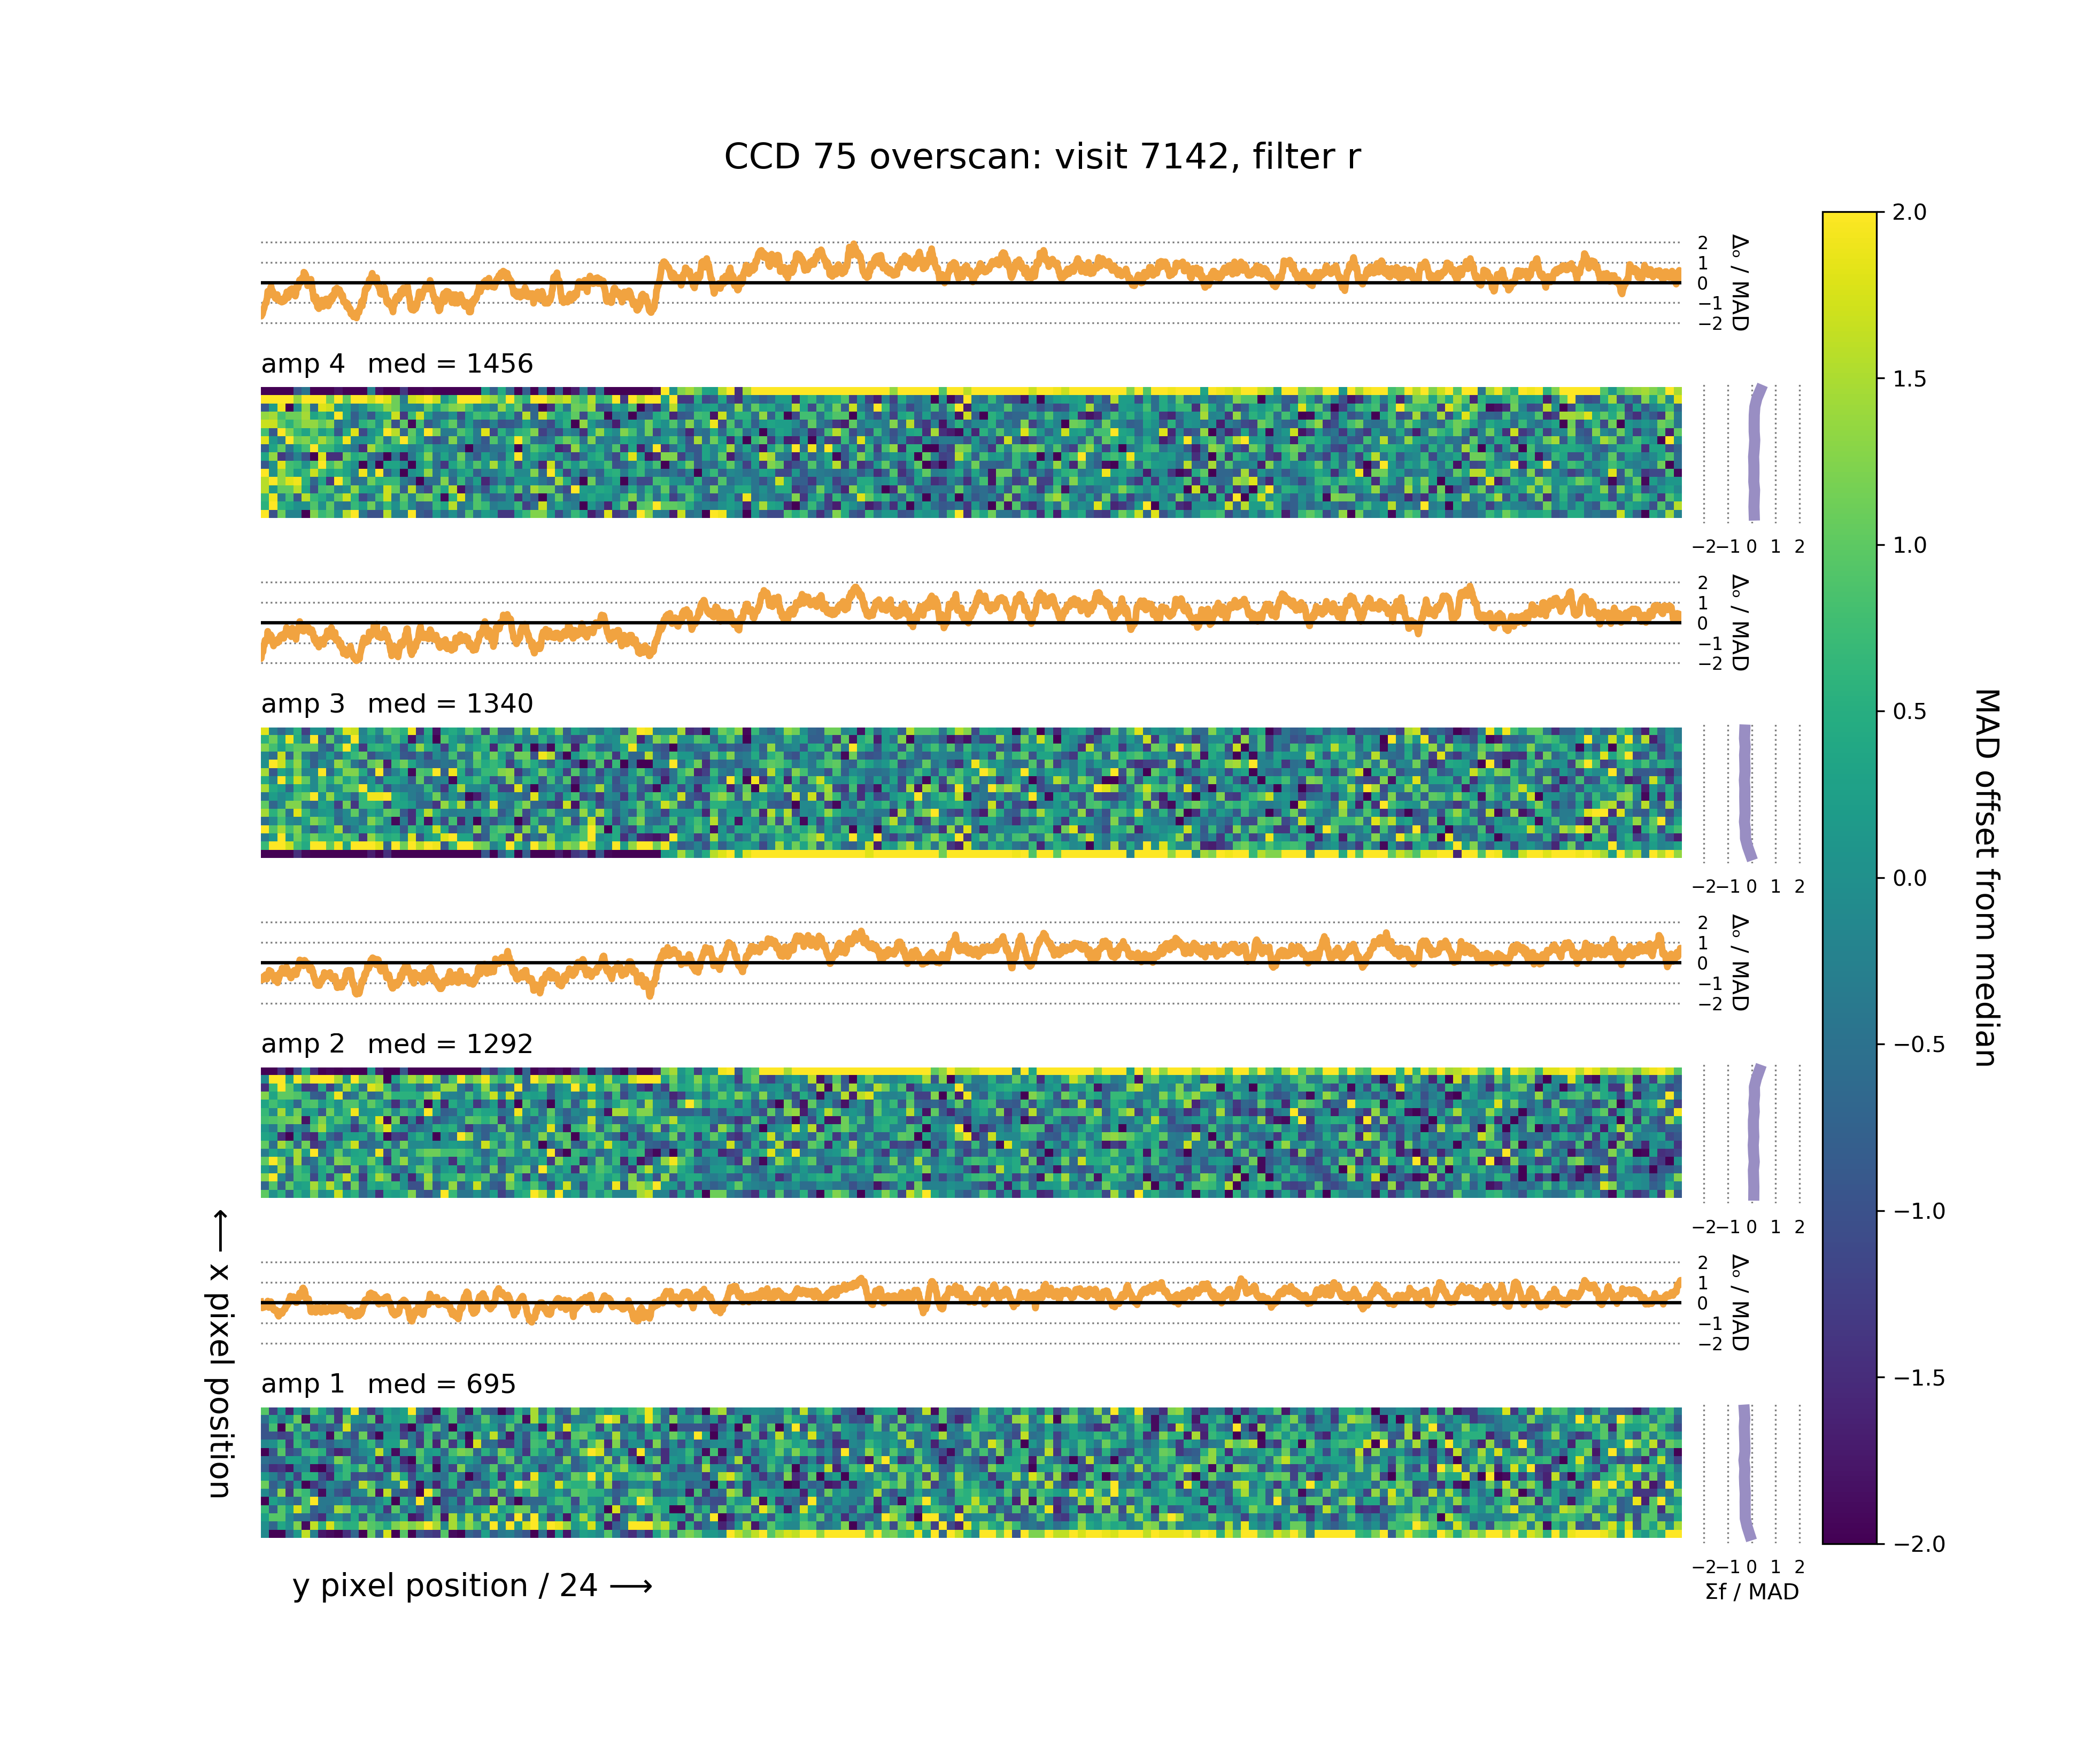 CCD 75 overscan: visit 7142, filter r
2
1
0
−1
−2
Δₒ / MAD
amp 4 med = 1456
−2 −1 0 1 2
2
1
0
−1
−2
Δₒ / MAD
amp 3 med = 1340
−2 −1 0 1 2
2
1
0
−1
−2
Δₒ / MAD
amp 2 med = 1292
−2 −1 0 1 2
2
1
0
−1
−2
Δₒ / MAD
amp 1 med = 695
−2 −1 0 1 2
Σf / MAD
x pixel position ⟶
y pixel position / 24 ⟶
2.0
1.5
1.0
0.5
0.0
−0.5
−1.0
−1.5
−2.0
MAD offset from median